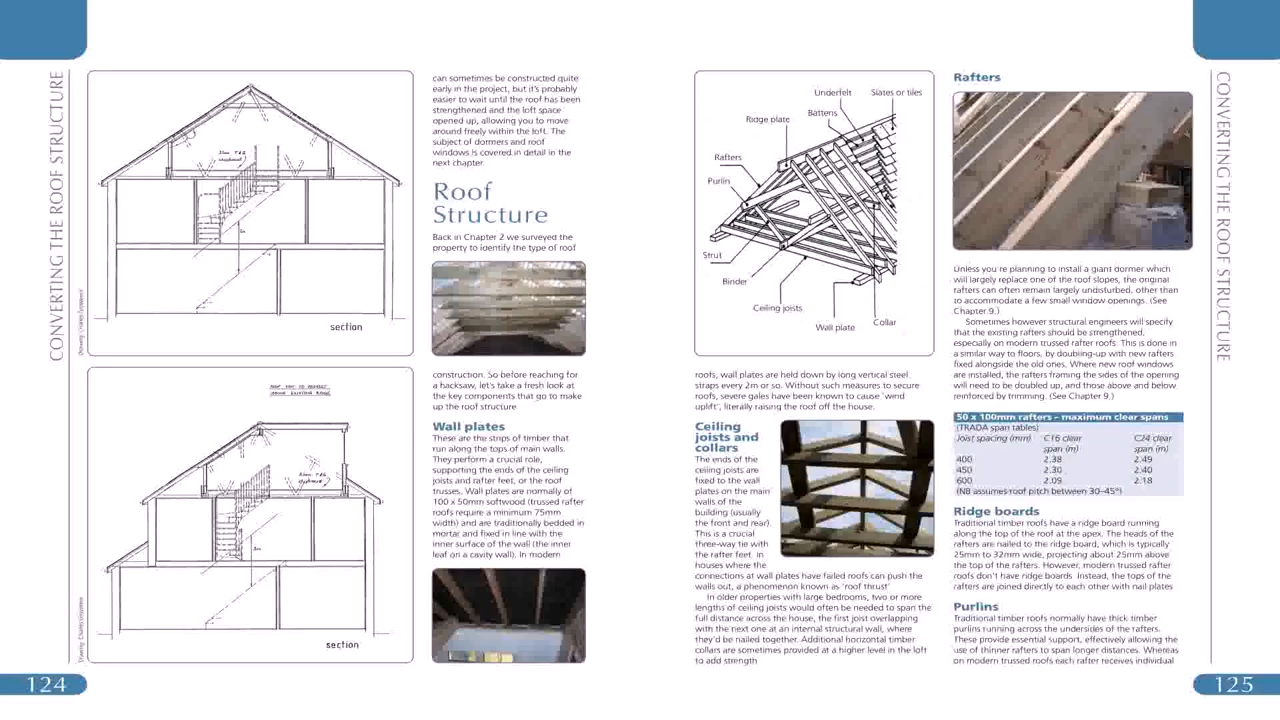 CONVERTING THE ROOF STRUCTURE
section
section
can sometimes be constructed quite
early in the project, but it's probably
easier to wait until the roof has been
strengthened and the loft space
opened up, allowing you to move
around freely within the loft. The
subject of dormers and roof
windows is covered in detail in the
next chapter.
Roof
Structure
Back in Chapter 2 we surveyed the
property to identify the type of roof
construction. So before reaching for
a hacksaw, let's take a fresh look at
the key components that go to make
up the roof structure.
Wall plates
These are the strips of timber that
run along the tops of main walls.
They perform a crucial role,
supporting the ends of the ceiling
joists and rafter feet, or the roof
trusses. Wall plates are normally of
100 x 50mm softwood (trussed rafter
roofs require a minimum 75mm
width) and are traditionally bedded in
mortar and fixed in line with the
inner surface of the wall (the inner
leaf on a cavity wall). In modern
124
Underfelt
Slates or tiles
Battens
Ridge plate
Rafters
Purlin
Strut
Binder
Ceiling joists
Wall plate
Collar
roofs, wall plates are held down by long vertical steel
straps every 2m or so. Without such measures to secure
roofs, severe gales have been known to cause 'wind
uplift', literally raising the roof off the house.
Ceiling
joists and
collars
The ends of the
ceiling joists are
fixed to the wall
plates on the main
walls of the
building (usually
the front and rear).
This is a crucial
three-way tie with
the rafter feet. In
houses where the
connections at wall plates have failed roofs can push the
walls out, a phenomenon known as 'roof thrust'
In older properties with large bedrooms, two or more
lengths of ceiling joists would often be needed to span the
full distance across the house, the first joist overlapping
with the next one at an internal structural wall, where
they'd be nailed together. Additional horizontal timber
collars are sometimes provided at a higher level in the loft
to add strength
Rafters
Unless you're planning to install a giant dormer which
will largely replace one of the roof slopes, the original
rafters can often remain largely undisturbed, other than
to accommodate a few small window openings. (See
Chapter 9.)
Sometimes however structural engineers will specify
that the existing rafters should be strengthened,
especially on modern trussed rafter roofs. This is done in
a similar way to floors, by doubling-up with new rafters
fixed alongside the old ones. Where new roof windows
are installed, the rafters framing the sides of the opening
will need to be doubled up, and those above and below
reinforced by trimming. (See Chapter 9.)
50 x 100mm rafters – maximum clear spans
(TRADA span tables)
Joist spacing (mm) C16 clear C24 clear
span (m) span (m)
400 2.38 2.49
450 2.30 2.40
600 2.09 2.18
(NB assumes roof pitch between 30–45°)
Ridge boards
Traditional timber roofs have a ridge board running
along the top of the roof at the apex. The heads of the
rafters are nailed to the ridge board, which is typically
25mm to 32mm wide, projecting about 25mm above
the top of the rafters. However, modern trussed rafter
roofs don't have ridge boards. Instead, the tops of the
rafters are joined directly to each other with nail plates
Purlins
Traditional timber roofs normally have thick timber
purlins running across the undersides of the rafters.
These provide essential support, effectively allowing the
use of thinner rafters to span longer distances. Whereas
on modern trussed roofs each rafter receives individual
CONVERTING THE ROOF STRUCTURE
125